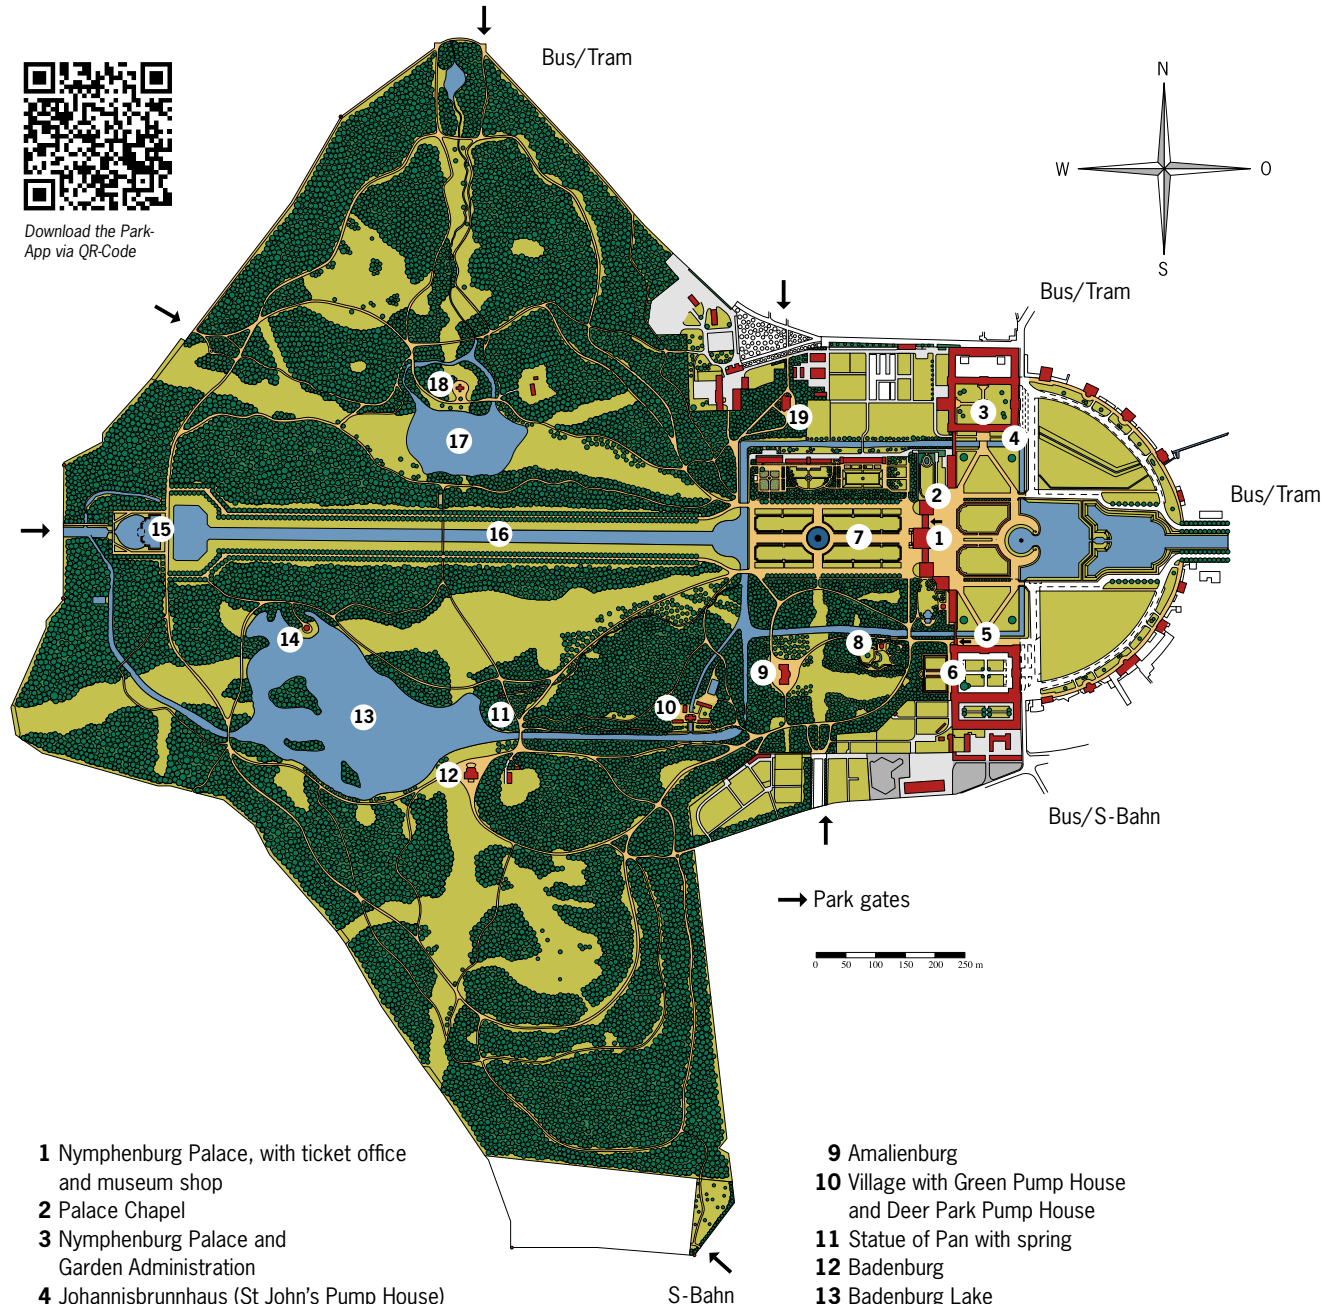 Bus/Tram
Download the Park-
App via QR-Code
N
W
O
S
Bus/Tram
Bus/Tram
18
17
19
3
4
2
1
7
16
15
14
13
11
12
10
9
8
5
6
Bus/S-Bahn
Park gates
0 50 100 150 200 250 m
1 Nymphenburg Palace, with ticket office
and museum shop
2 Palace Chapel
3 Nymphenburg Palace and
Garden Administration
4 Johannisbrunnhaus (St John's Pump House)
S-Bahn
9 Amalienburg
10 Village with Green Pump House
and Deer Park Pump House
11 Statue of Pan with spring
12 Badenburg
13 Badenburg Lake